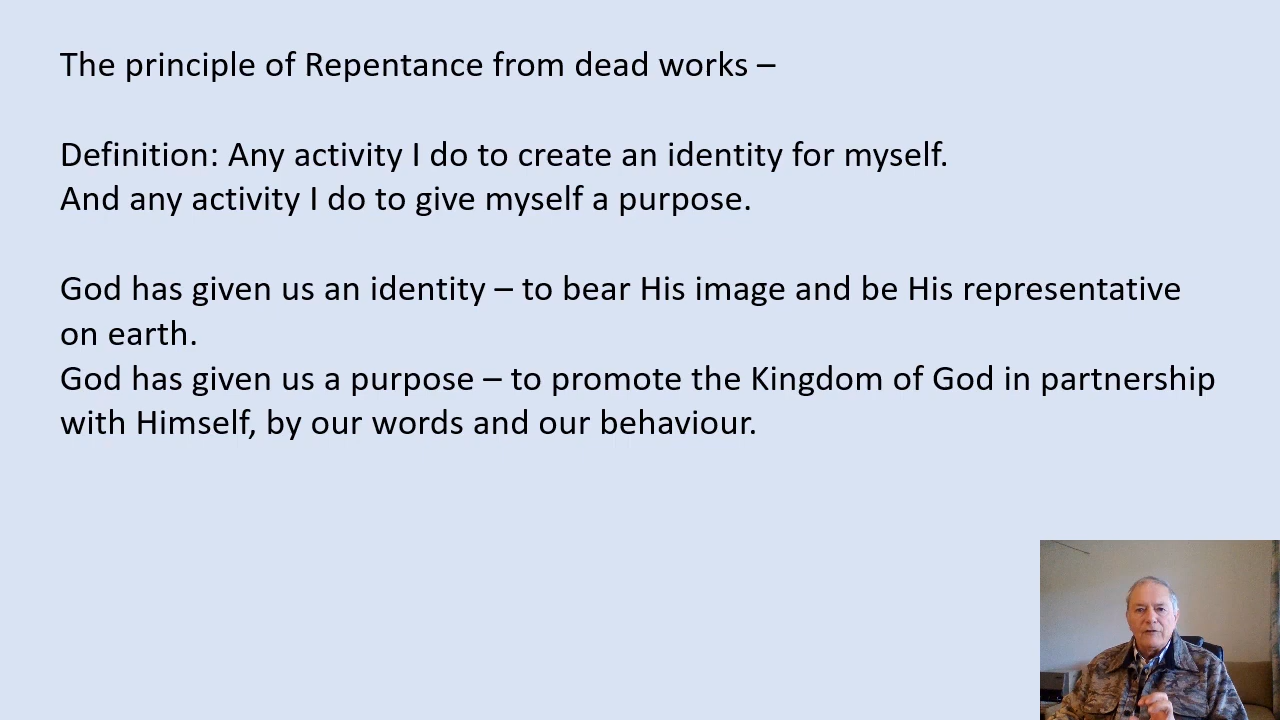 The principle of Repentance from dead works –
Definition: Any activity I do to create an identity for myself.
And any activity I do to give myself a purpose.
God has given us an identity – to bear His image and be His representative
on earth.
God has given us a purpose – to promote the Kingdom of God in partnership
with Himself, by our words and our behaviour.